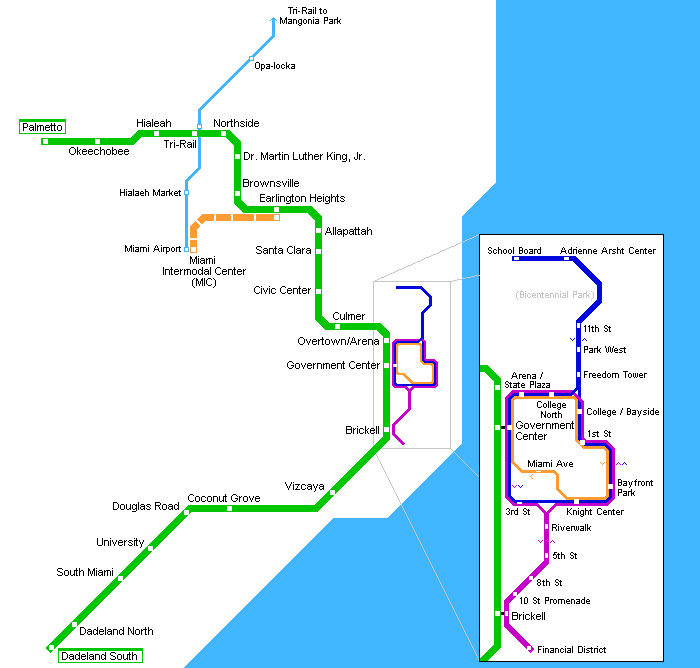 Tri-Rail to
Mangonia Park
Opa-locka
Palmetto
Hialeah
Northside
Okeechobee
Tri-Rail
Dr. Martin Luther King, Jr.
Brownsville
Hialaeh Market
Earlington Heights
Allapattah
Miami Airport
Santa Clara
Miami
Intermodal Center
(MIC)
Civic Center
Culmer
Overtown/Arena
Government Center
Brickell
Vizcaya
Coconut Grove
Douglas Road
University
South Miami
Dadeland North
Dadeland South
School Board
Adrienne Arsht Center
(Bicentennial Park)
11th St
Park West
Freedom Tower
Arena /
State Plaza
College
North
College / Bayside
Government
Center
1st St
Miami Ave
Bayfront
Park
3rd St
Knight Center
Riverwalk
5th St
8th St
10 St Promenade
Brickell
Financial District